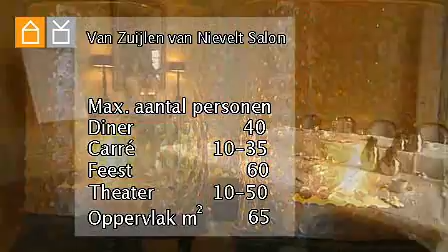 Van Zuijlen van Nievelt Salon
Max. aantal personen
Diner 40
Carré 10-35
Feest 60
Theater 10-50
Oppervlak m² 65